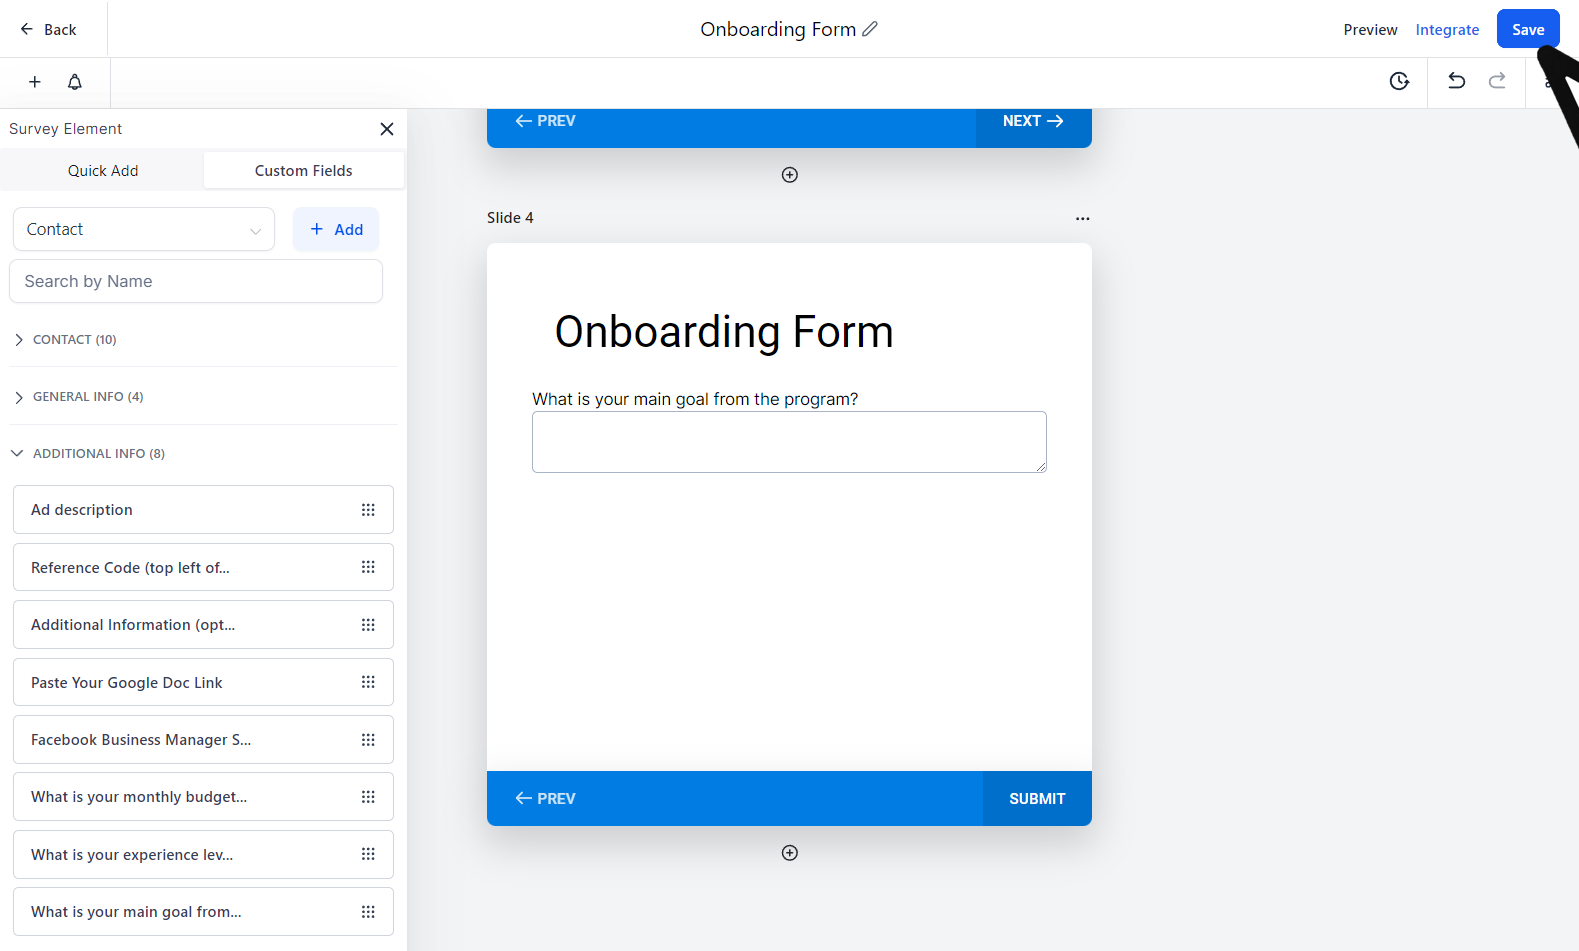 Back
Onboarding Form
Preview
Integrate
Save
Survey Element
Quick Add
Custom Fields
Contact
Add
Search by Name
CONTACT (10)
GENERAL INFO (4)
ADDITIONAL INFO (8)
Ad description
Reference Code (top left of...
Additional Information (opt...
Paste Your Google Doc Link
Facebook Business Manager S...
What is your monthly budget...
What is your experience lev...
What is your main goal from...
PREV
NEXT
Slide 4
Onboarding Form
What is your main goal from the program?
PREV
SUBMIT